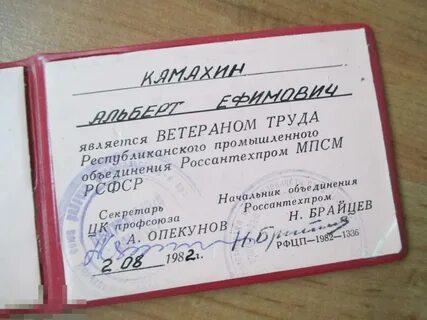 КАМАХИН
АЛЬБЕРТ ЕФИМОВИЧ
является ВЕТЕРАНОМ ТРУДА
Республиканского промышленного
объединения Россантехпром МПСМ
РСФСР
Секретарь
ЦК профсоюза
А. ОПЕКУНОВ
Начальник объединения
Россантехпром
Н. БРАЙЦЕВ
2 08 1982г.
РФЦП—1982—1336